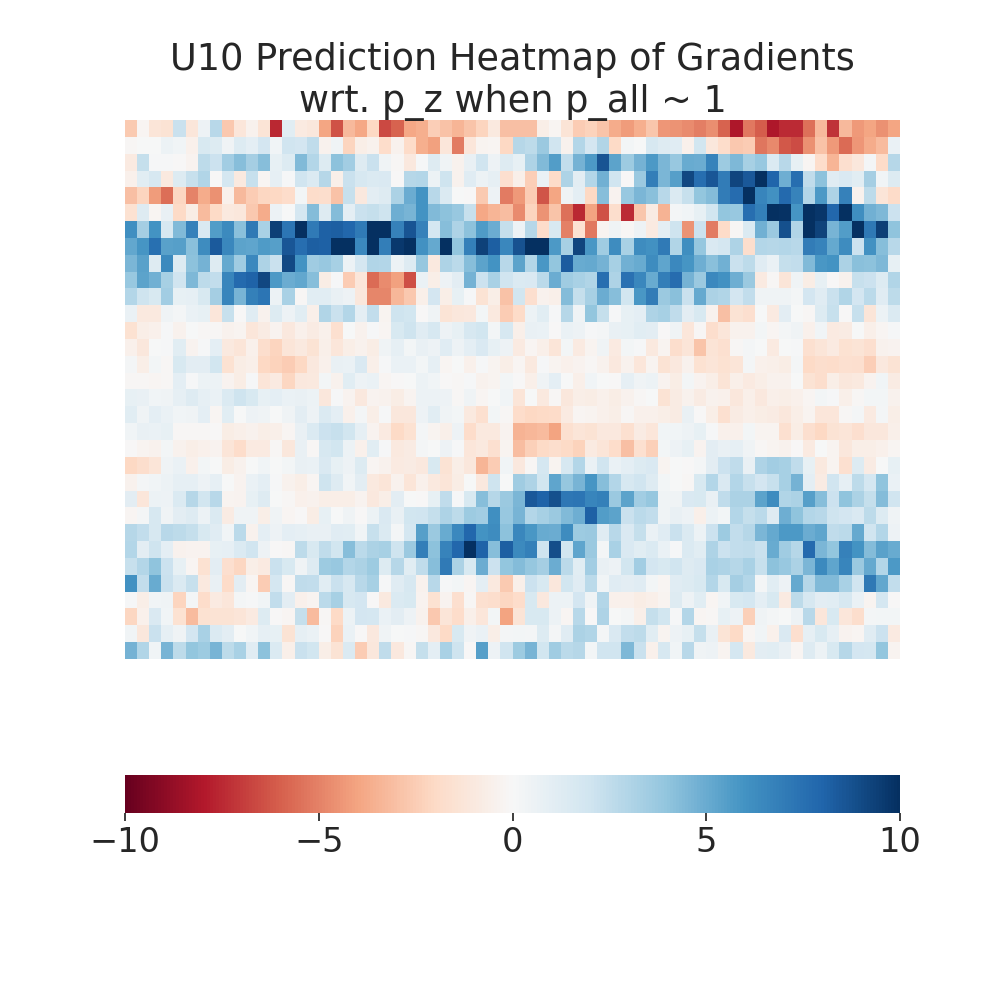 U10 Prediction Heatmap of Gradients
wrt. p_z when p_all ~ 1
−10 −5 0 5 10